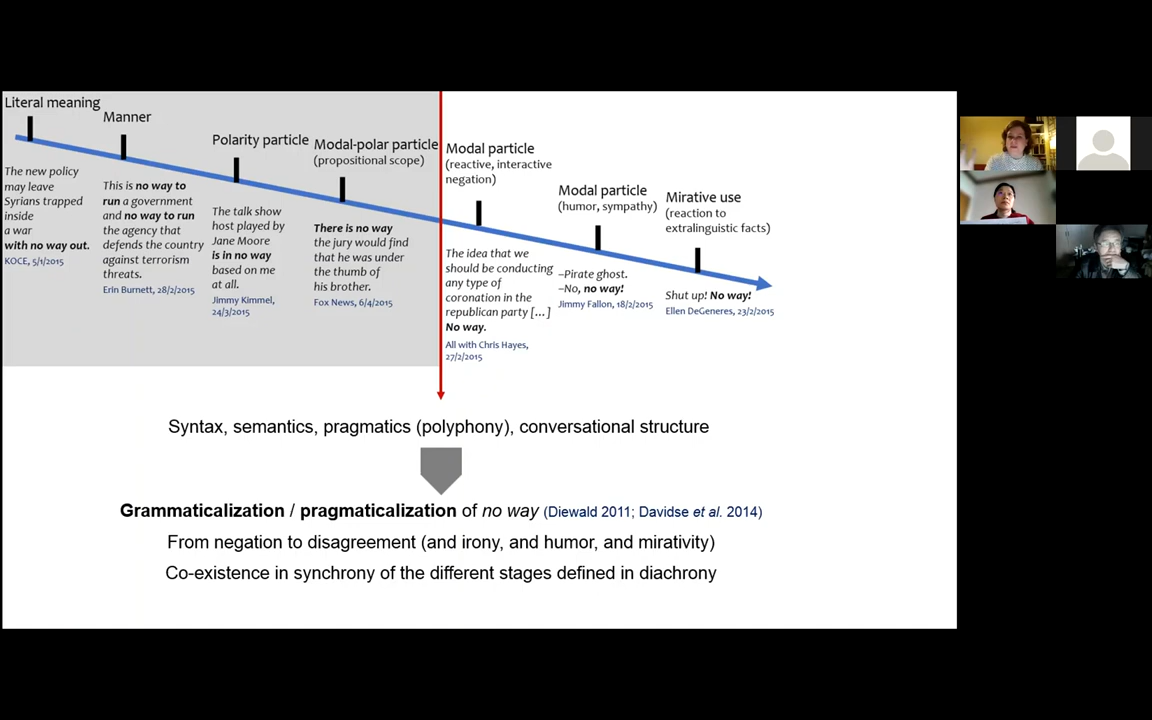 Literal meaning
The new policy
may leave
Syrians trapped
inside
a war
with no way out.
KOCE, 5/1/2015
Manner
This is no way to
run a government
and no way to run
the agency that
defends the country
against terrorism
threats.
Erin Burnett, 28/2/2015
Polarity particle
The talk show
host played by
Jane Moore
is in no way
based on me
at all.
Jimmy Kimmel,
24/3/2015
Modal-polar particle
(propositional scope)
There is no way
the jury would find
that he was under
the thumb of
his brother.
Fox News, 6/4/2015
Modal particle
(reactive, interactive
negation)
The idea that we
should be conducting
any type of
coronation in the
republican party [...]
No way.
All with Chris Hayes,
27/2/2015
Modal particle
(humor, sympathy)
–Pirate ghost.
–No, no way!
Jimmy Fallon, 18/2/2015
Mirative use
(reaction to
extralinguistic facts)
Shut up! No way!
Ellen DeGeneres, 23/2/2015
Syntax, semantics, pragmatics (polyphony), conversational structure
Grammaticalization / pragmaticalization of no way (Diewald 2011; Davidse et al. 2014)
From negation to disagreement (and irony, and humor, and mirativity)
Co-existence in synchrony of the different stages defined in diachrony